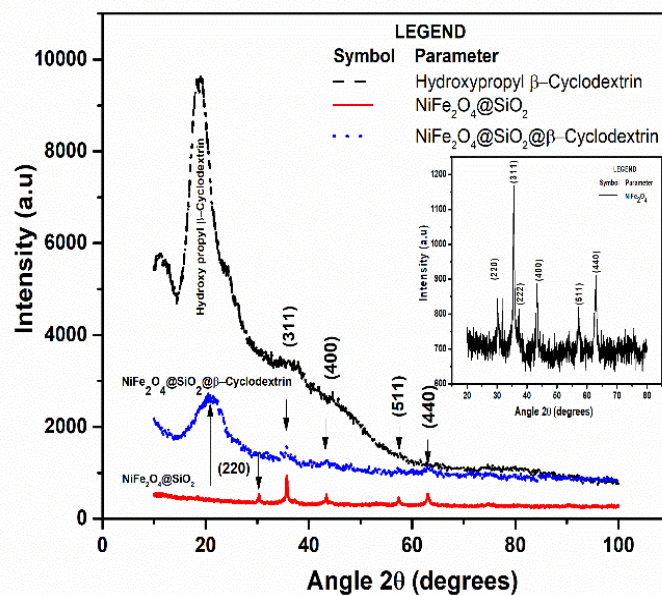 LEGEND
Symbol Parameter
Hydroxypropyl β–Cyclodextrin
NiFe₂O₄@SiO₂
NiFe₂O₄@SiO₂@β–Cyclodextrin
Intensity (a.u)
10000
8000
6000
4000
2000
0
Hydroxy propyl β–Cyclodextrin
NiFe₂O₄@SiO₂@β–Cyclodextrin
NiFe₂O₄@SiO₂
(220)
(311)
(400)
(511)
(440)
0 20 40 60 80 100
Angle 2θ (degrees)
LEGEND
Symbol Parameter
NiFe₂O₄
Intensity (a.u)
1200
1100
1000
900
800
700
600
(220)
(311)
(222)
(400)
(511)
(440)
20 30 40 50 60 70 80
Angle 2θ (degrees)